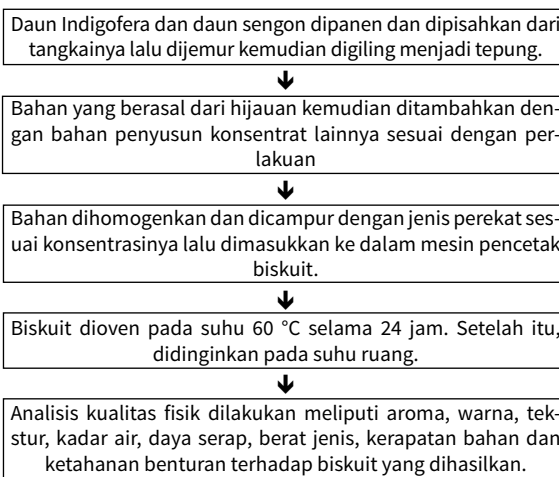 Daun Indigofera dan daun sengon dipanen dan dipisahkan dari
tangkainya lalu dijemur kemudian digiling menjadi tepung.
Bahan yang berasal dari hijauan kemudian ditambahkan den-
gan bahan penyusun konsentrat lainnya sesuai dengan per-
lakuan
Bahan dihomogenkan dan dicampur dengan jenis perekat ses-
uai konsentrasinya lalu dimasukkan ke dalam mesin pencetak
biskuit.
Biskuit dioven pada suhu 60 °C selama 24 jam. Setelah itu,
didinginkan pada suhu ruang.
Analisis kualitas fisik dilakukan meliputi aroma, warna, tek-
stur, kadar air, daya serap, berat jenis, kerapatan bahan dan
ketahanan benturan terhadap biskuit yang dihasilkan.